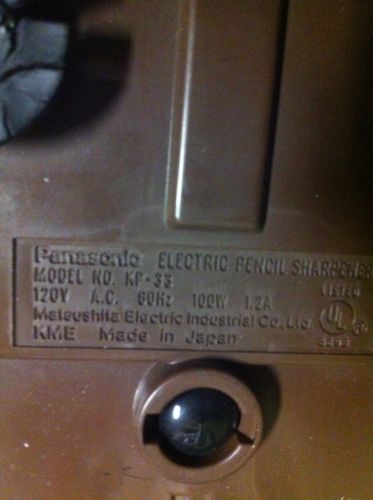 Panasonic ELECTRIC PENCIL SHARPENER
MODEL NO. KP-33
120V A.C. 60Hz 100W 1.2A
LISTED
UL
Matsushita Electric Industrial Co., Ltd
KME Made in Japan